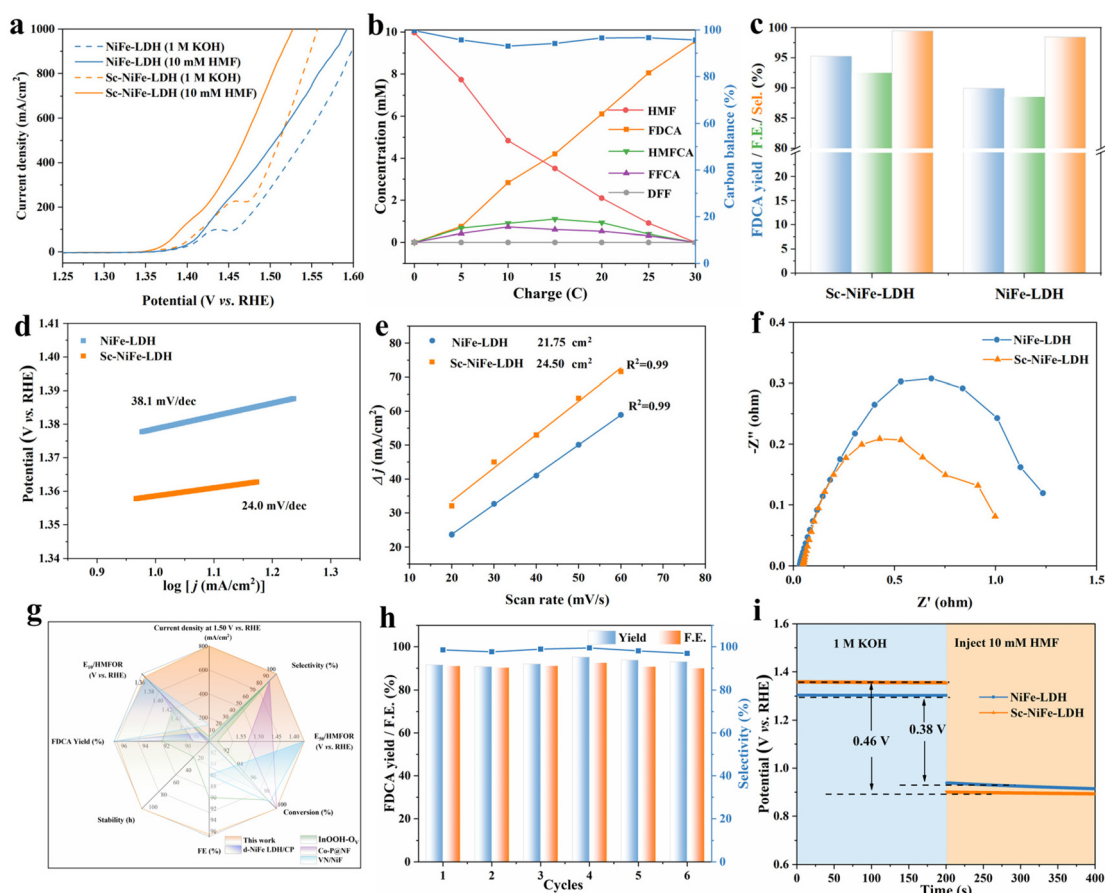 a
NiFe-LDH (1 M KOH)
NiFe-LDH (10 mM HMF)
Sc-NiFe-LDH (1 M KOH)
Sc-NiFe-LDH (10 mM HMF)
Current density (mA/cm²)
1000
800
600
400
200
0
1.25 1.30 1.35 1.40 1.45 1.50 1.55 1.60
Potential (V vs. RHE)
b
Concentration (mM)
10
8
6
4
2
0
HMF
FDCA
HMFCA
FFCA
DFF
100
90
80
70
60
50
40
30
20
10
0
Carbon balance (%)
0 5 10 15 20 25 30
Charge (C)
c
FDCA yield / F.E./ Sel. (%)
100
95
90
85
80
20
15
10
5
0
Sc-NiFe-LDH NiFe-LDH
d
NiFe-LDH
Sc-NiFe-LDH
Potential (V vs. RHE)
1.41
1.40
1.39
1.38
1.37
1.36
1.35
1.34
38.1 mV/dec
24.0 mV/dec
0.9 1.0 1.1 1.2 1.3
log [j (mA/cm²)]
e
NiFe-LDH 21.75 cm²
Sc-NiFe-LDH 24.50 cm²
Δj (mA/cm²)
80
70
60
50
40
30
20
R²=0.99
R²=0.99
10 20 30 40 50 60 70 80
Scan rate (mV/s)
f
NiFe-LDH
Sc-NiFe-LDH
-Z" (ohm)
0.4
0.3
0.2
0.1
0.0
0.0 0.5 1.0 1.5
Z' (ohm)
g
Current density at 1.50 V vs. RHE
(mA/cm²)
Selectivity (%)
E₁₀/HMFOR
(V vs. RHE)
FDCA Yield (%)
Stability (h)
FE (%)
Conversion (%)
This work
d-NiFe LDH/CP
InOOH-Oᵥ
Co-P@NF
VN/NiF
h
Yield F.E.
FDCA yield / F.E. (%)
100
90
80
70
60
50
40
30
20
10
0
100
80
60
40
20
0
Selectivity (%)
1 2 3 4 5 6
Cycles
i
1 M KOH
Inject 10 mM HMF
NiFe-LDH
Sc-NiFe-LDH
Potential (V vs. RHE)
1.6
1.4
1.2
1.0
0.8
0.6
0.46 V
0.38 V
0 50 100 150 200 250 300 350 400
Time (s)